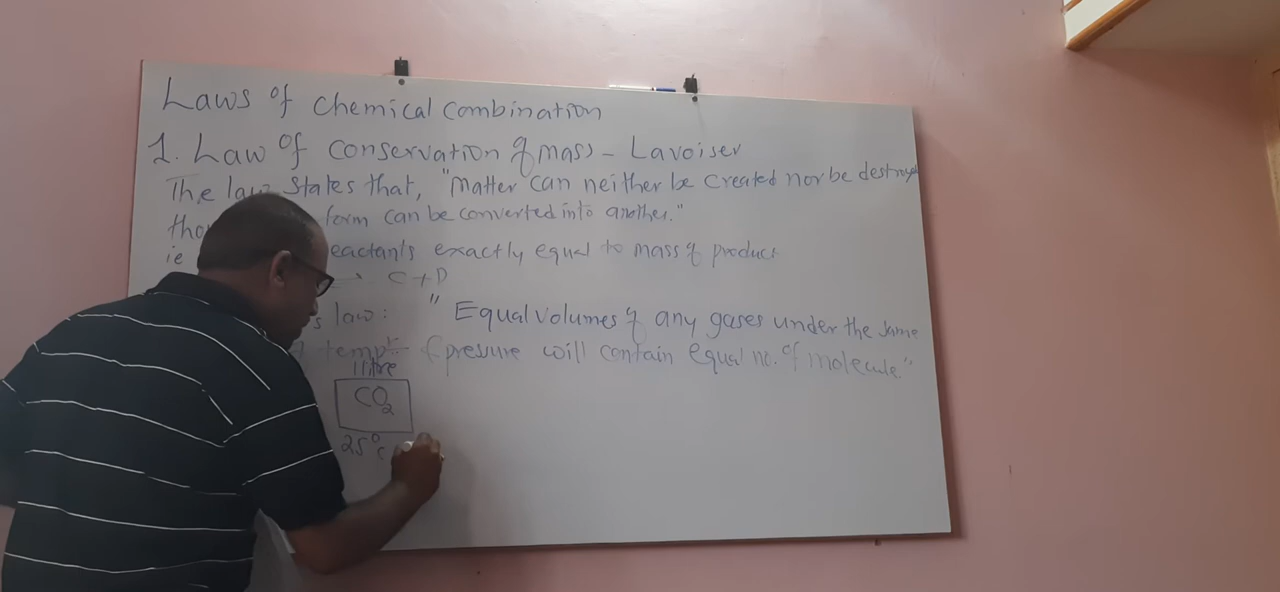 Laws of chemical combination
1. Law of conservation of mass - Lavoiser
The law states that, "Matter can neither be created nor be destroyed
form can be converted into another."
ie eactants exactly equal to mass of product
→ C+D
s law: " Equal volumes of any gases under the same
temp & pressure will contain equal no. of molecule."
1 litre
CO2
25°c